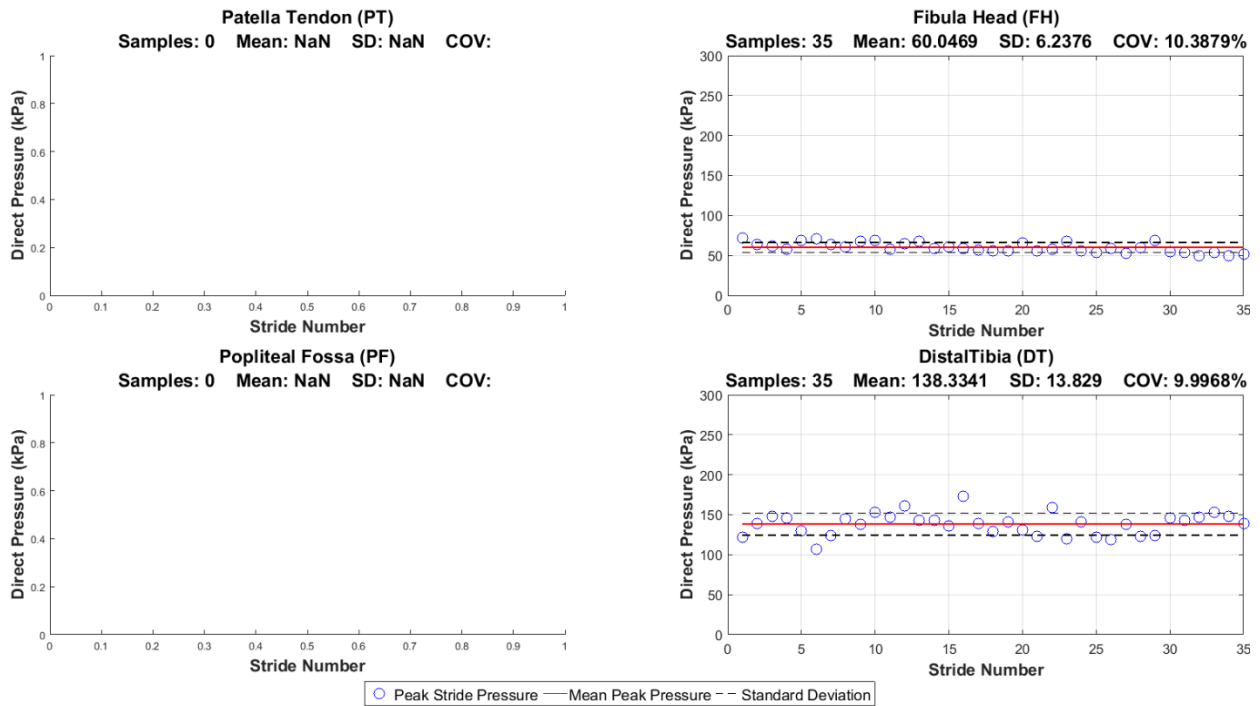 Patella Tendon (PT)
Samples: 0 Mean: NaN SD: NaN COV:
1
0.8
0.6
0.4
0.2
0
Direct Pressure (kPa)
0 0.1 0.2 0.3 0.4 0.5 0.6 0.7 0.8 0.9 1
Stride Number
Fibula Head (FH)
Samples: 35 Mean: 60.0469 SD: 6.2376 COV: 10.3879%
300
250
200
150
100
50
0
Direct Pressure (kPa)
0 5 10 15 20 25 30 35
Stride Number
Popliteal Fossa (PF)
Samples: 0 Mean: NaN SD: NaN COV:
1
0.8
0.6
0.4
0.2
0
Direct Pressure (kPa)
0 0.1 0.2 0.3 0.4 0.5 0.6 0.7 0.8 0.9 1
Stride Number
DistalTibia (DT)
Samples: 35 Mean: 138.3341 SD: 13.829 COV: 9.9968%
300
250
200
150
100
50
0
Direct Pressure (kPa)
0 5 10 15 20 25 30 35
Stride Number
Peak Stride Pressure Mean Peak Pressure Standard Deviation